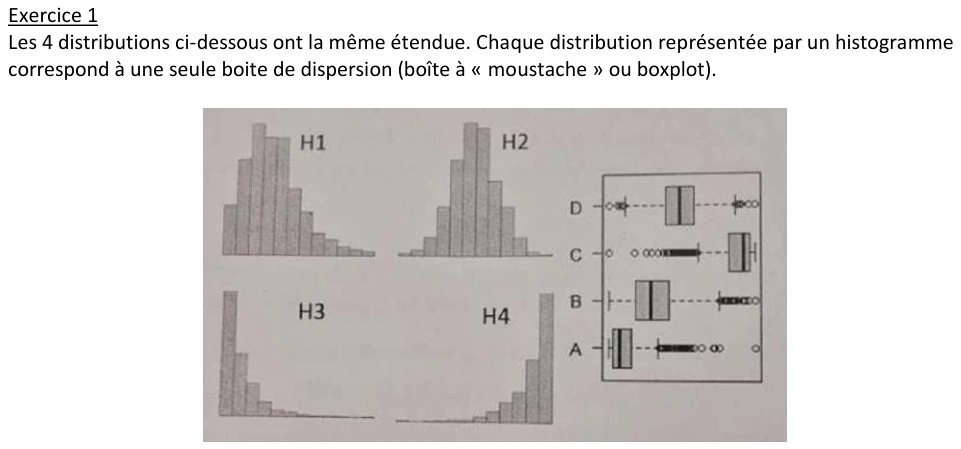 Exercice 1
Les 4 distributions ci-dessous ont la même étendue. Chaque distribution représentée par un histogramme
correspond à une seule boite de dispersion (boîte à « moustache » ou boxplot).
H1
H2
D
C
B
H3
H4
A